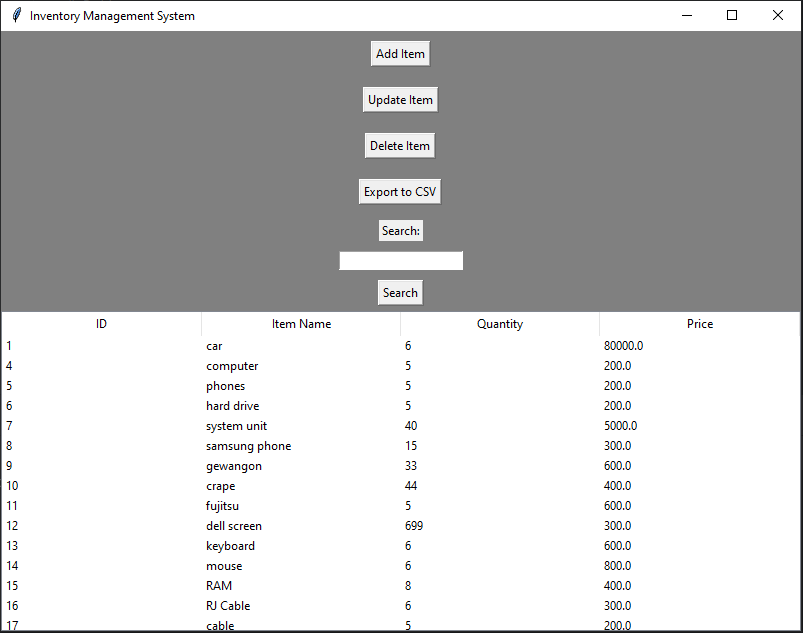 Inventory Management System
Add Item
Update Item
Delete Item
Export to CSV
Search:
Search
ID Item Name Quantity Price
1 car 6 80000.0
4 computer 5 200.0
5 phones 5 200.0
6 hard drive 5 200.0
7 system unit 40 5000.0
8 samsung phone 15 300.0
9 gewangon 33 600.0
10 crape 44 400.0
11 fujitsu 5 600.0
12 dell screen 699 300.0
13 keyboard 6 600.0
14 mouse 6 800.0
15 RAM 8 400.0
16 RJ Cable 6 300.0
17 cable 5 200.0